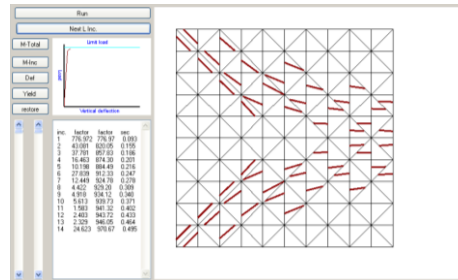 Run
Next L Inc.
M-Total
M-Inc
Def
Yield
restore
Limit load
Load
Vertical deflection
inc. factor factor sec
1 776.972 776.97 0.093
2 43.081 820.05 0.155
3 37.781 857.83 0.186
4 16.463 874.30 0.201
5 10.198 884.49 0.216
6 27.839 912.33 0.247
7 12.449 924.78 0.278
8 4.422 929.20 0.309
9 4.918 934.12 0.340
10 5.613 939.73 0.371
11 1.583 941.32 0.402
12 2.403 943.72 0.433
13 2.329 946.05 0.464
14 24.623 970.67 0.495